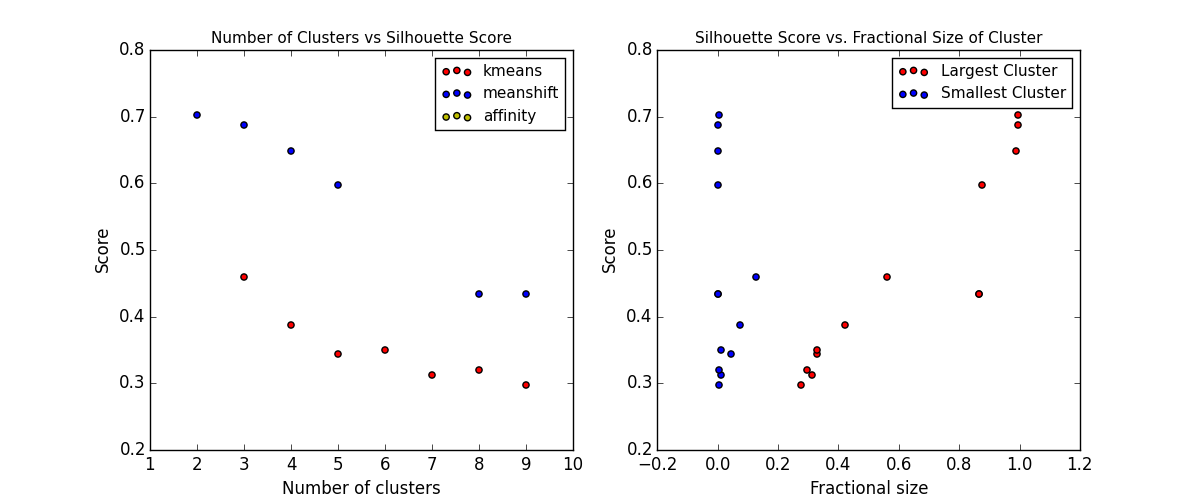 Number of Clusters vs Silhouette Score
0.8
0.7
0.6
0.5
0.4
0.3
0.2
Score
kmeans
meanshift
affinity
1 2 3 4 5 6 7 8 9 10
Number of clusters
Silhouette Score vs. Fractional Size of Cluster
0.8
0.7
0.6
0.5
0.4
0.3
0.2
Score
Largest Cluster
Smallest Cluster
−0.2 0.0 0.2 0.4 0.6 0.8 1.0 1.2
Fractional size